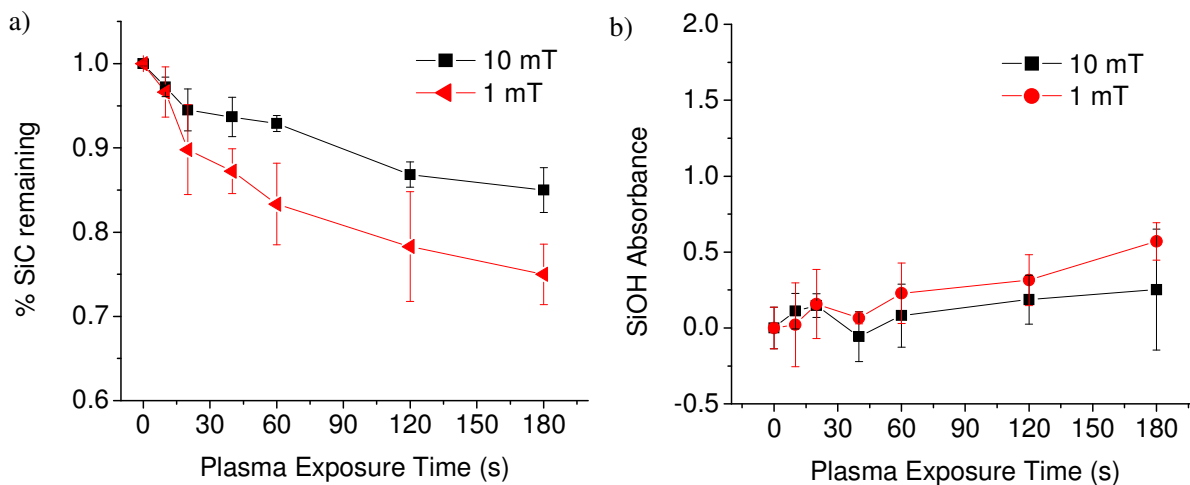 a)
10 mT
1 mT
% SiC remaining
1.0
0.9
0.8
0.7
0.6
0 30 60 90 120 150 180
Plasma Exposure Time (s)
b)
10 mT
1 mT
SiOH Absorbance
2.0
1.5
1.0
0.5
0.0
-0.5
0 30 60 90 120 150 180
Plasma Exposure Time (s)